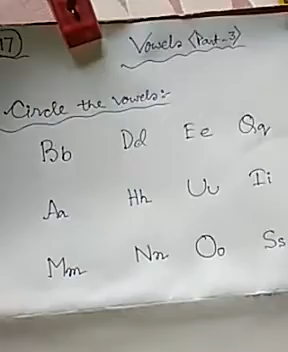 17
Vowels (Part-3)
Circle the vowels:-
Bb Dd Ee Qq
Aa Hh Uu Ii
Mm Nn Oo Ss